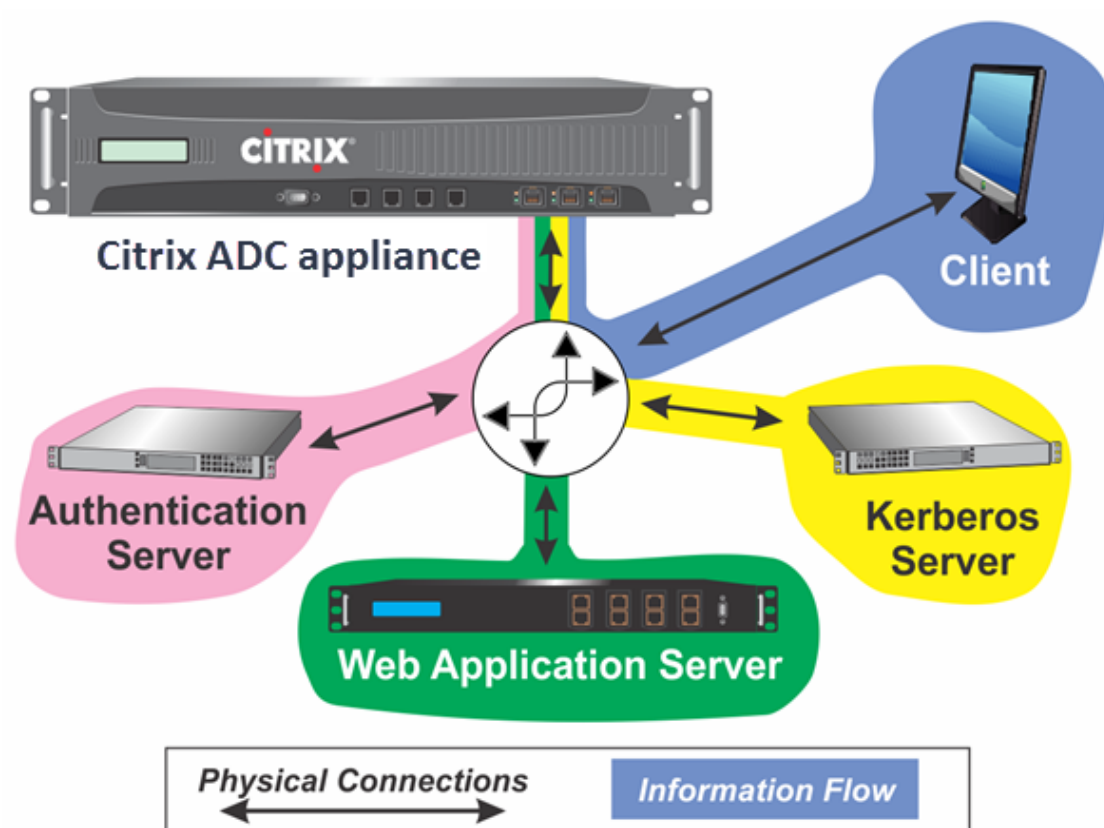 CITRIX®
Citrix ADC appliance
Client
Authentication
Server
Kerberos
Server
Web Application Server
Physical Connections
Information Flow